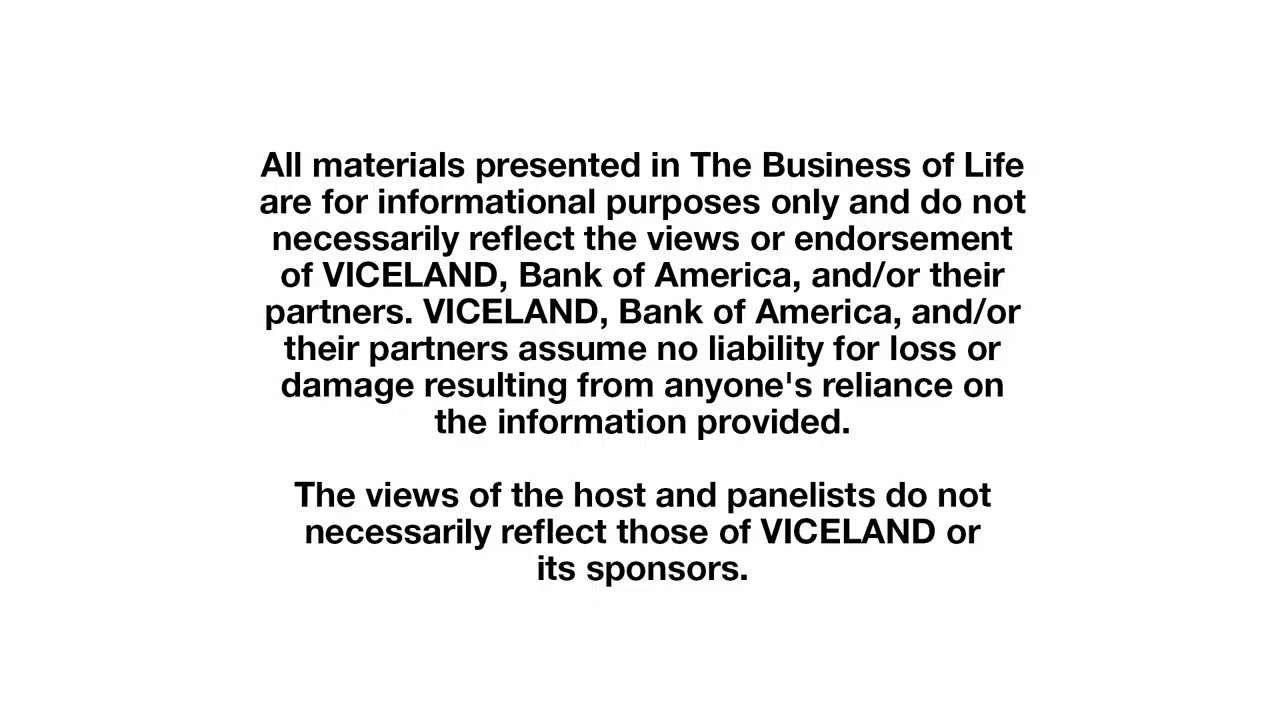 All materials presented in The Business of Life
are for informational purposes only and do not
necessarily reflect the views or endorsement
of VICELAND, Bank of America, and/or their
partners. VICELAND, Bank of America, and/or
their partners assume no liability for loss or
damage resulting from anyone's reliance on
the information provided.
The views of the host and panelists do not
necessarily reflect those of VICELAND or
its sponsors.